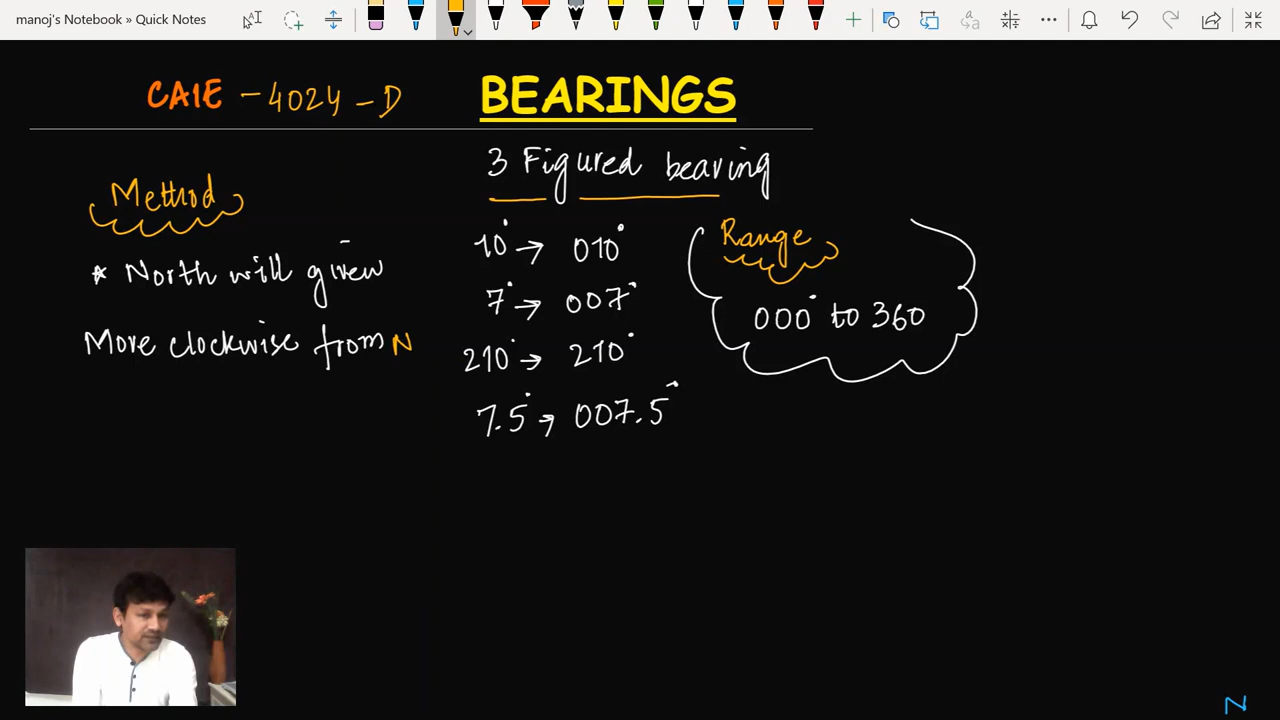 manoj's Notebook » Quick Notes
CAIE - 4024 - D
BEARINGS
3 Figured bearing
Method
* North will given
More clockwise from N
10° → 010°
7° → 007°
210° → 210°
7.5° → 007.5°
Range
000° to 360
N